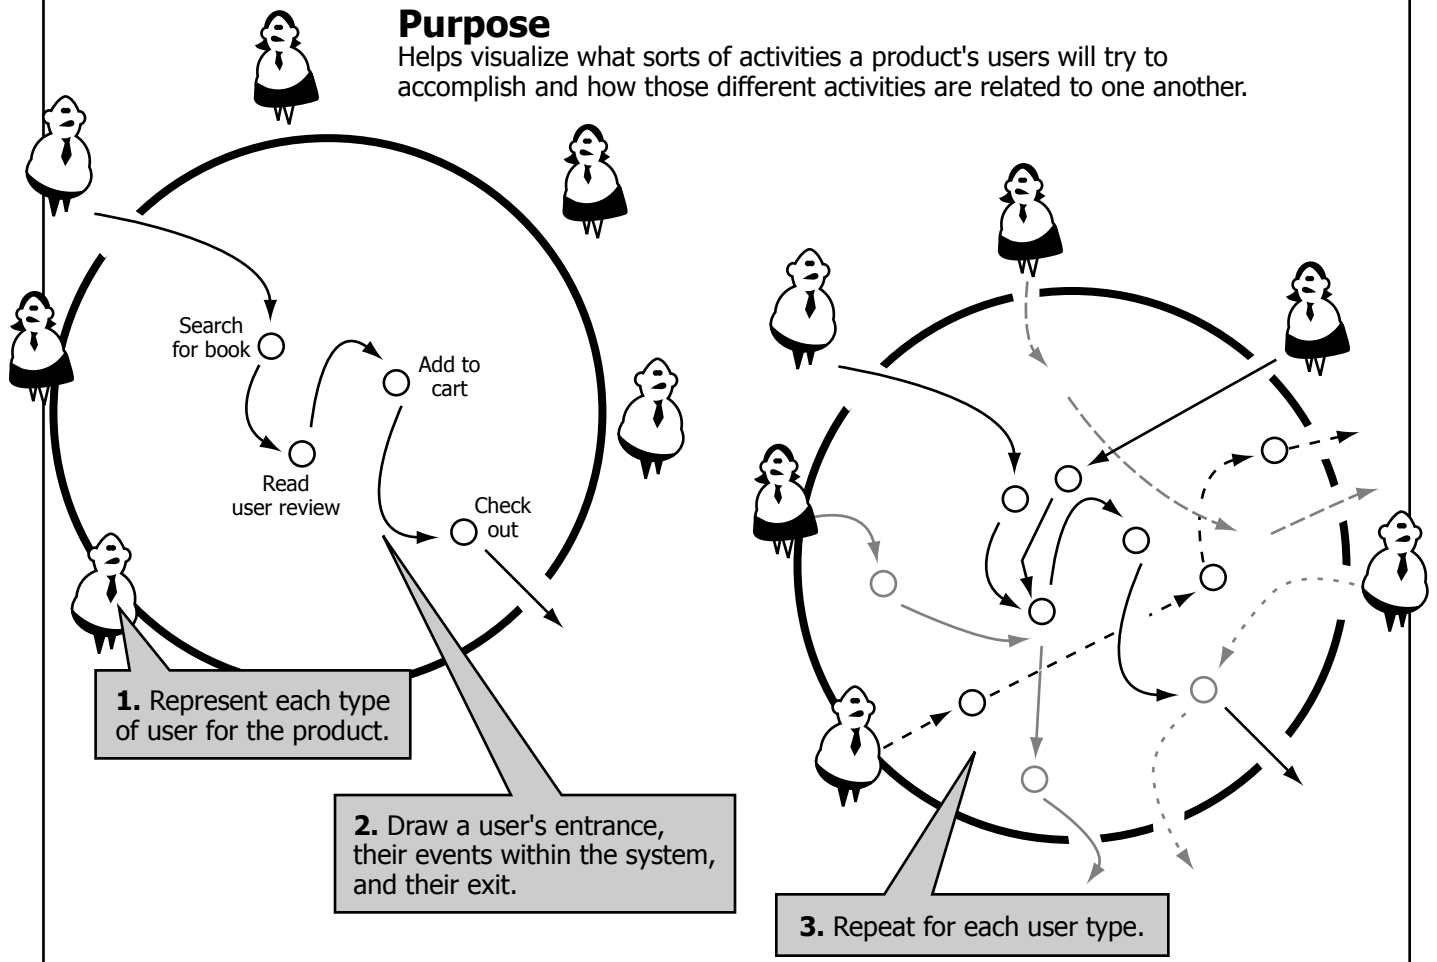 Purpose
Helps visualize what sorts of activities a product's users will try to
accomplish and how those different activities are related to one another.
Search
for book
Add to
cart
Read
user review
Check
out
1. Represent each type
of user for the product.
2. Draw a user's entrance,
their events within the system,
and their exit.
3. Repeat for each user type.